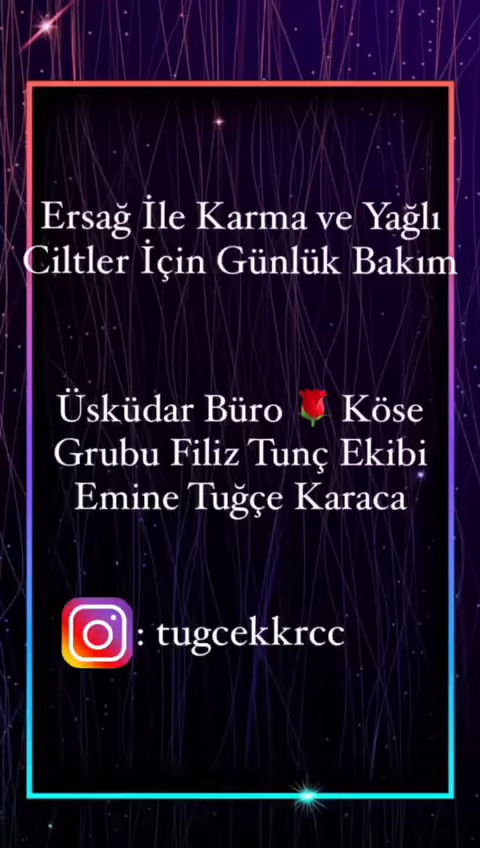 Ersağ İle Karma ve Yağlı
Ciltler İçin Günlük Bakım
Üsküdar Büro 🌹 Köse
Grubu Filiz Tunç Ekibi
Emine Tuğçe Karaca
: tugcekkrcc